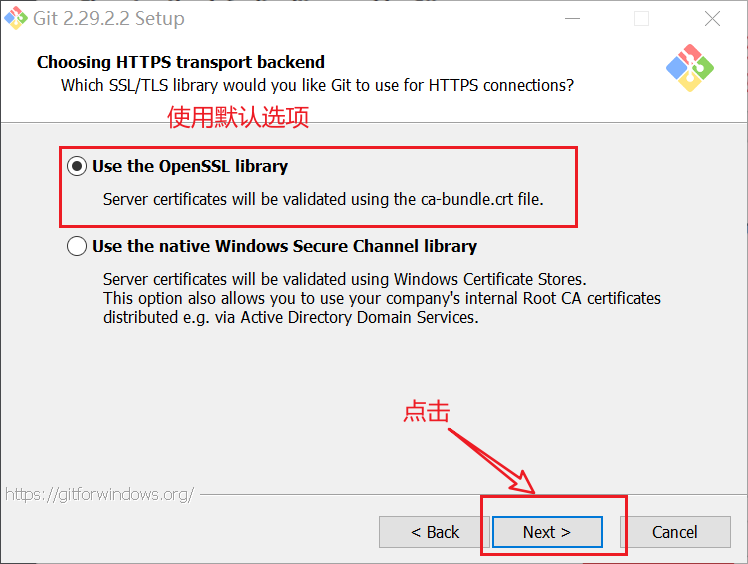 Git 2.29.2.2 Setup
Choosing HTTPS transport backend
Which SSL/TLS library would you like Git to use for HTTPS connections?
使用默认选项
Use the OpenSSL library
Server certificates will be validated using the ca-bundle.crt file.
Use the native Windows Secure Channel library
Server certificates will be validated using Windows Certificate Stores.
This option also allows you to use your company's internal Root CA certificates
distributed e.g. via Active Directory Domain Services.
点击
https://gitforwindows.org/
< Back
Next >
Cancel